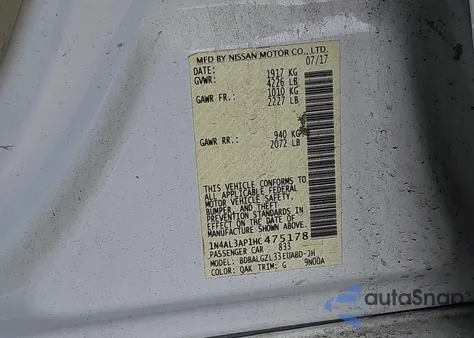 MFD BY NISSAN MOTOR CO., LTD.
DATE: 07/17
GVWR: 1917 KG
4226 LB
GAWR FR.: 1010 KG
2227 LB
GAWR RR.: 940 KG
2072 LB
THIS VEHICLE CONFORMS TO
ALL APPLICABLE FEDERAL
MOTOR VEHICLE SAFETY,
BUMPER, AND THEFT
PREVENTION STANDARDS IN
EFFECT ON THE DATE OF
MANUFACTURE SHOWN ABOVE.
1N4AL3AP1HC475178
PASSENGER CAR 833
MODEL: BDBALGZL33EUABD-JH
COLOR: QAK TRIM: G 9N00A
autoSnap